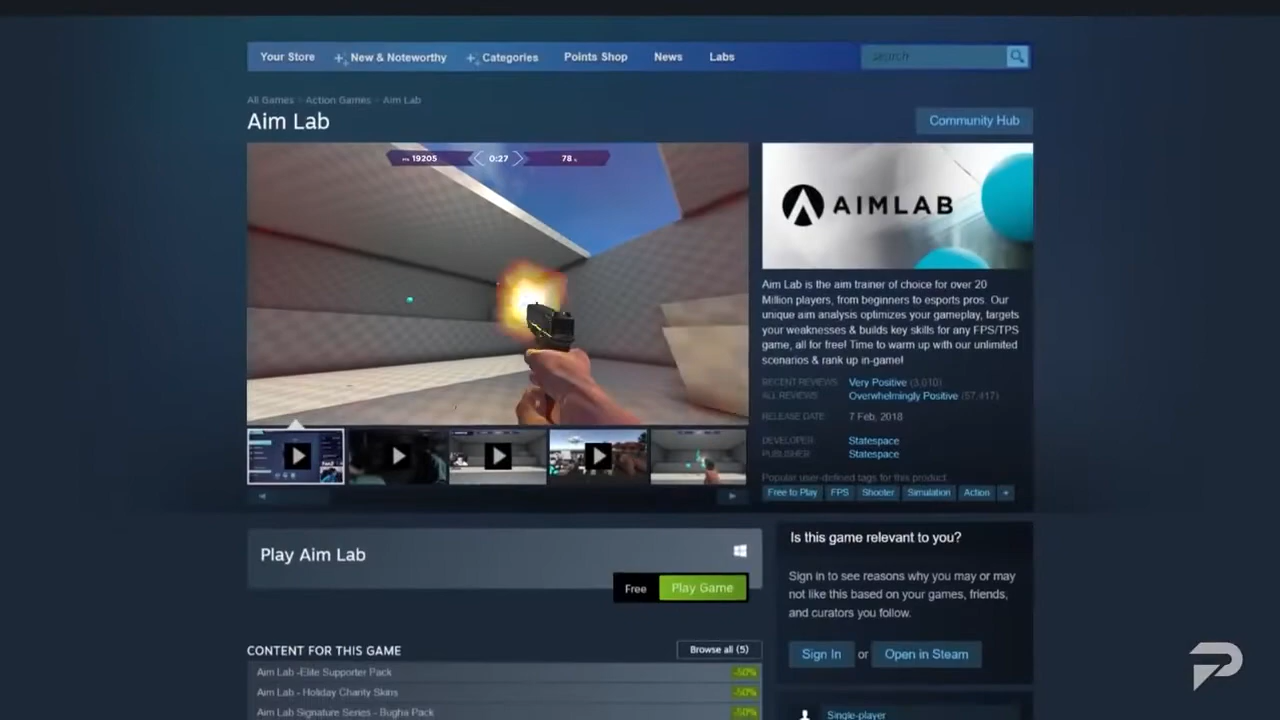 Your Store New & Noteworthy Categories Points Shop News Labs search
All Games > Action Games > Aim Lab
Aim Lab
Community Hub
19205 0:27 78
AIMLAB
Aim Lab is the aim trainer of choice for over 20
Million players, from beginners to esports pros. Our
unique aim analysis optimizes your gameplay, targets
your weaknesses & builds key skills for any FPS/TPS
game, all for free! Time to warm up with our unlimited
scenarios & rank up in-game!
RECENT REVIEWS: Very Positive (3,010)
ALL REVIEWS: Overwhelmingly Positive (57,417)
RELEASE DATE: 7 Feb, 2018
DEVELOPER: Statespace
PUBLISHER: Statespace
Popular user-defined tags for this product:
Free to Play FPS Shooter Simulation Action +
Play Aim Lab
Free Play Game
Is this game relevant to you?
Sign in to see reasons why you may or may
not like this based on your games, friends,
and curators you follow.
Sign In or Open in Steam
CONTENT FOR THIS GAME Browse all (5)
Aim Lab -Elite Supporter Pack -50%
Aim Lab - Holiday Charity Skins -50%
Aim Lab Signature Series - Bugha Pack -50%
Single-player